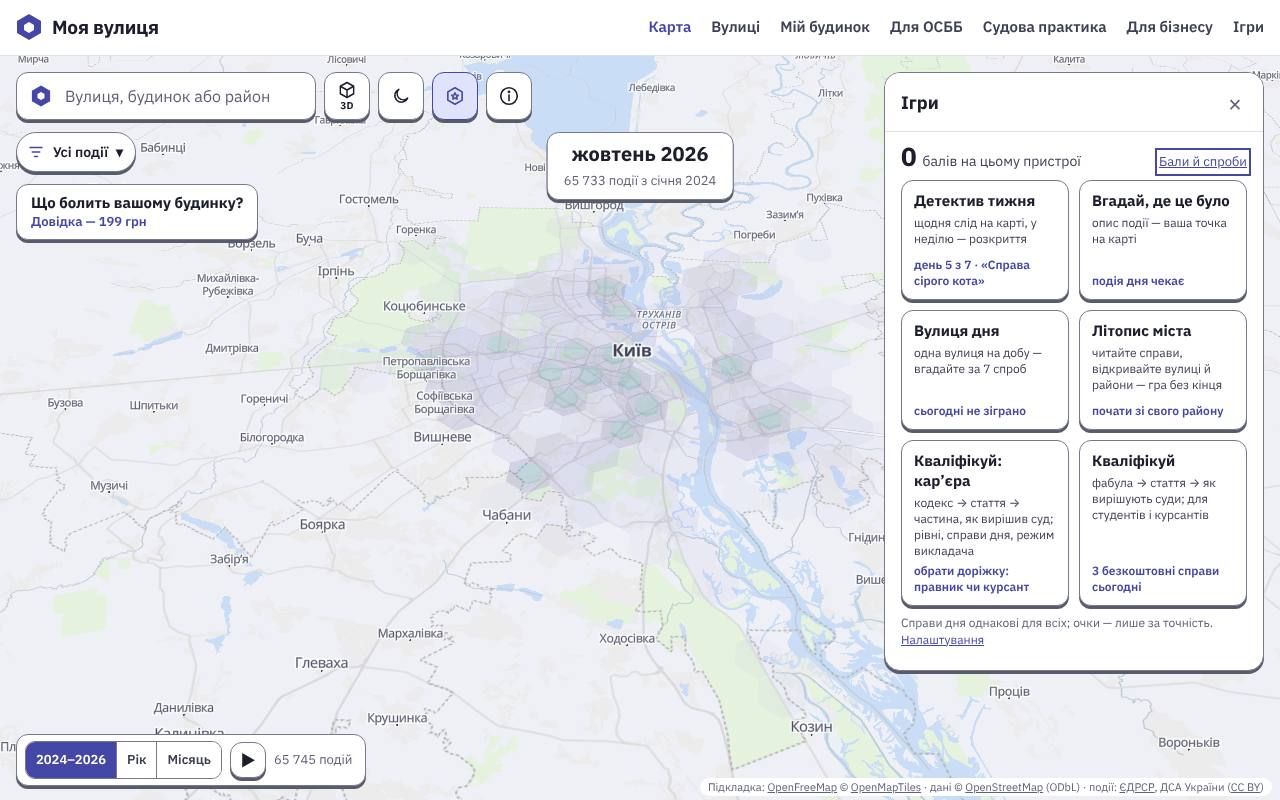 Моя вулиця
Карта
Вулиці
Мій будинок
Для ОСББ
Судова практика
Для бізнесу
Ігри
Мирча
Лісовичі
Калита
Вулиця, будинок або район
3D
Лебедівка
Літки
Усі події ▾
Бабинці
Що болить вашому будинку?
Довідка — 199 грн
жовтень 2026
65 733 події з січня 2024
Вишгород
Гостомель
Пухівка
Зазим'я
Погреби
Горенка
Буча
Борзель
Ірпінь
Михайлівка-
Рубежівка
Коцюбинське
ТРУХАНІВ
ОСТРІВ
Київ
Дмитрівка
Петропавлівська
Борщагівка
Софіївська
Борщагівка
Бузова
Шпитьки
Гореничі
Білогородка
Вишневе
Музичі
Чабани
Боярка
Забір'я
Мархалівка
Ходосівка
Глеваха
Данилівка
Крушинка
Козин
Проців
Вороньків
Ігри
×
0 балів на цьому пристрої
Бали й спроби
Детектив тижня
щодня слід на карті, у
неділю — розкриття
день 5 з 7 · «Справа
сірого кота»
Вгадай, де це було
опис події — ваша точка
на карті
подія дня чекає
Вулиця дня
одна вулиця на добу —
вгадайте за 7 спроб
сьогодні не зіграно
Літопис міста
читайте справи,
відкривайте вулиці й
райони — гра без кінця
почати зі свого району
Кваліфікуй:
кар’єра
кодекс → стаття →
частина, як вирішив суд;
рівні, справи дня, режим
викладача
обрати доріжку:
правник чи курсант
Кваліфікуй
фабула → стаття → як
вирішують суди; для
студентів і курсантів
3 безкоштовні справи
сьогодні
Справи дня однакові для всіх; очки — лише за точність.
Налаштування
2024–2026
Рік
Місяць
65 745 подій
Підкладка: OpenFreeMap © OpenMapTiles · дані © OpenStreetMap (ODbL) · події: ЄДРСР, ДСА України (CC BY)